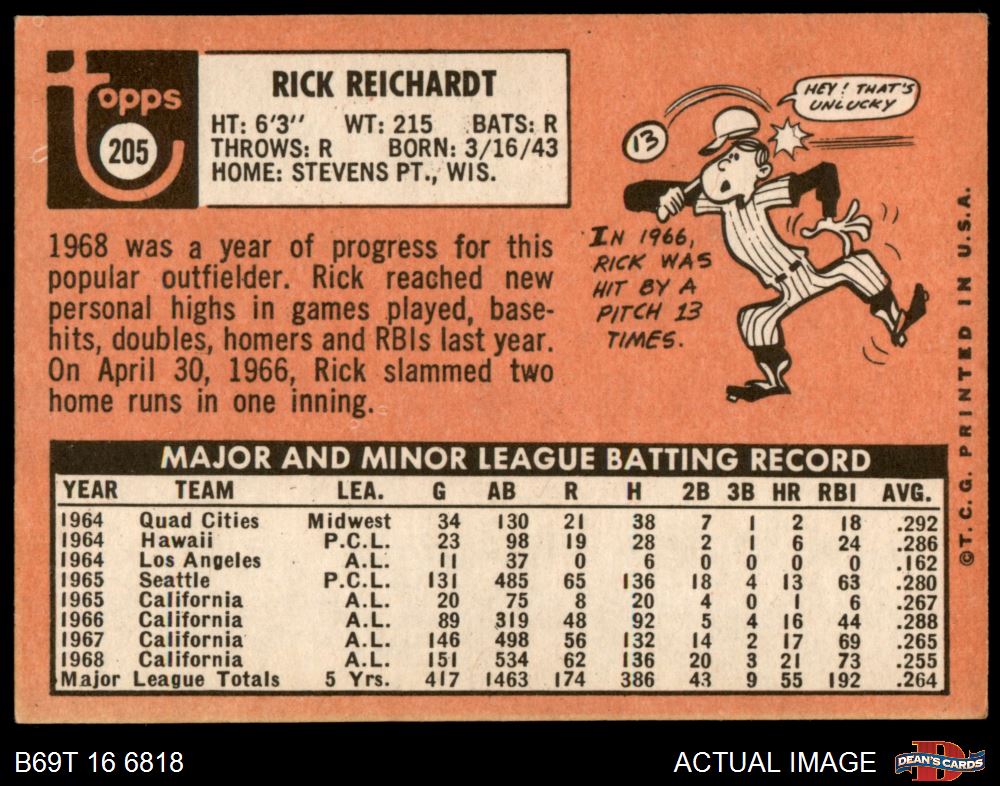 Topps
205
RICK REICHARDT
HT: 6'3" WT: 215 BATS: R
THROWS: R BORN: 3/16/43
HOME: STEVENS PT., WIS.
1968 was a year of progress for this
popular outfielder. Rick reached new
personal highs in games played, base-
hits, doubles, homers and RBIs last year.
On April 30, 1966, Rick slammed two
home runs in one inning.
HEY! THAT'S
UNLUCKY
13
IN 1966,
RICK WAS
HIT BY A
PITCH 13
TIMES.
MAJOR AND MINOR LEAGUE BATTING RECORD
YEAR TEAM LEA. G AB R H 2B 3B HR RBI AVG.
1964 Quad Cities Midwest 34 130 21 38 7 1 2 18 .292
1964 Hawaii P.C.L. 23 98 19 28 2 1 6 24 .286
1964 Los Angeles A.L. 11 37 0 6 0 0 0 0 .162
1965 Seattle P.C.L. 131 485 65 136 18 4 13 63 .280
1965 California A.L. 20 75 8 20 4 0 1 6 .267
1966 California A.L. 89 319 48 92 5 4 16 44 .288
1967 California A.L. 146 498 56 132 14 2 17 69 .265
1968 California A.L. 151 534 62 136 20 3 21 73 .255
Major League Totals 5 Yrs. 417 1463 174 386 43 9 55 192 .264
©T.C.G. PRINTED IN U.S.A.
B69T 16 6818
ACTUAL IMAGE
D
DEAN'S CARDS